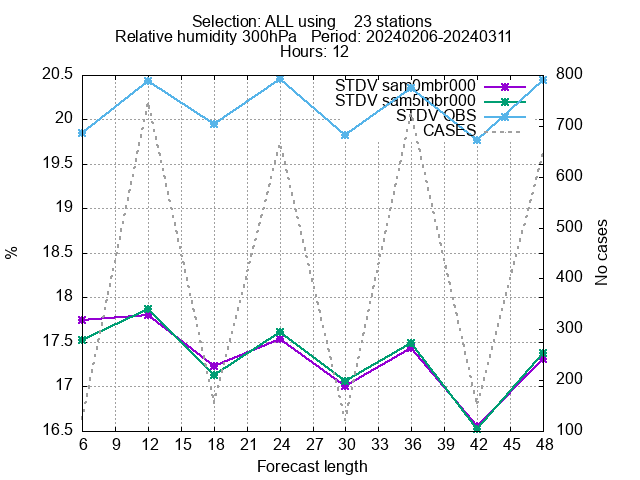 Selection: ALL using    23 stations
Relative humidity 300hPa   Period: 20240206-20240311
Hours: 12
STDV sam0mbr000
STDV sam5mbr000
STDV OBS
CASES
20.5
20
19.5
19
18.5
18
17.5
17
16.5
800
700
600
500
400
300
200
100
%
No cases
6 9 12 15 18 21 24 27 30 33 36 39 42 45 48
Forecast length